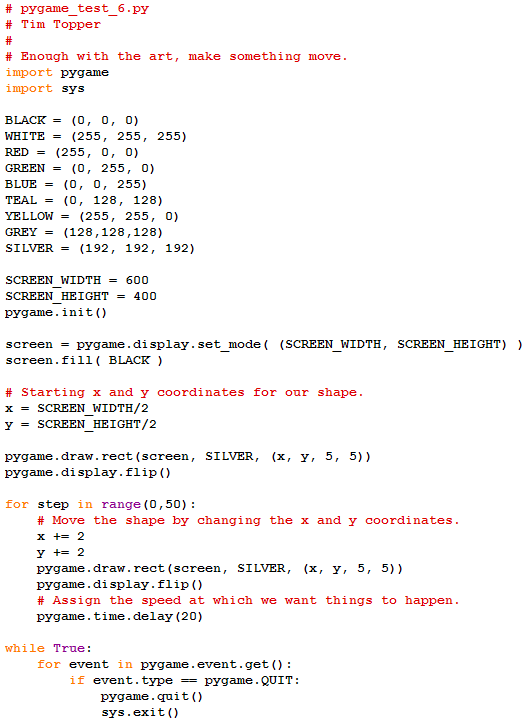 # pygame_test_6.py
# Tim Topper
#
# Enough with the art, make something move.
import pygame
import sys

BLACK = (0, 0, 0)
WHITE = (255, 255, 255)
RED = (255, 0, 0)
GREEN = (0, 255, 0)
BLUE = (0, 0, 255)
TEAL = (0, 128, 128)
YELLOW = (255, 255, 0)
GREY = (128,128,128)
SILVER = (192, 192, 192)

SCREEN_WIDTH = 600
SCREEN_HEIGHT = 400
pygame.init()

screen = pygame.display.set_mode( (SCREEN_WIDTH, SCREEN_HEIGHT) )
screen.fill( BLACK )

# Starting x and y coordinates for our shape.
x = SCREEN_WIDTH/2
y = SCREEN_HEIGHT/2

pygame.draw.rect(screen, SILVER, (x, y, 5, 5))
pygame.display.flip()

for step in range(0,50):
    # Move the shape by changing the x and y coordinates.
    x += 2
    y += 2
    pygame.draw.rect(screen, SILVER, (x, y, 5, 5))
    pygame.display.flip()
    # Assign the speed at which we want things to happen.
    pygame.time.delay(20)

while True:
    for event in pygame.event.get():
        if event.type == pygame.QUIT:
            pygame.quit()
            sys.exit()